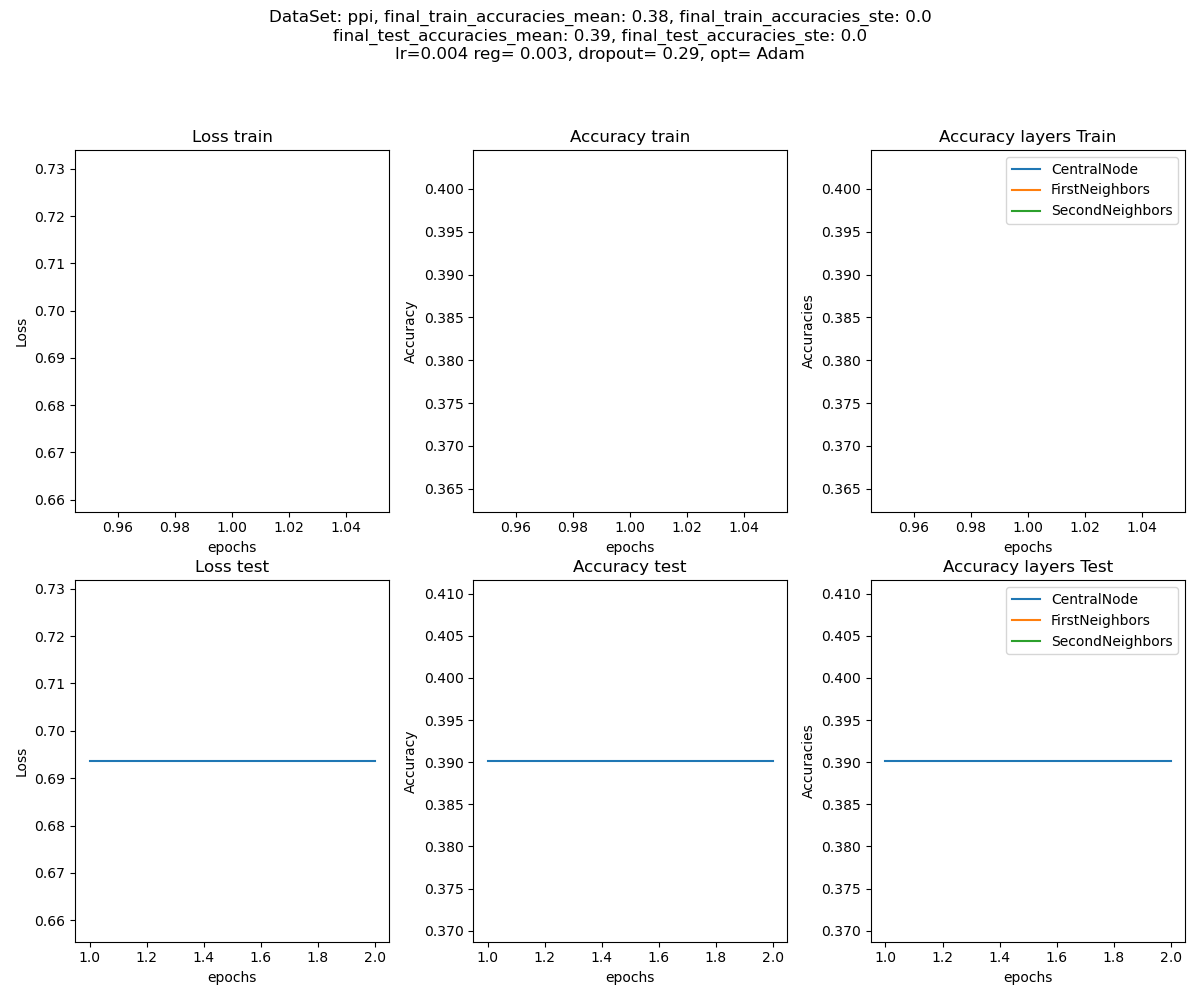 DataSet: ppi, final_train_accuracies_mean: 0.38, final_train_accuracies_ste: 0.0
final_test_accuracies_mean: 0.39, final_test_accuracies_ste: 0.0
lr=0.004 reg= 0.003, dropout= 0.29, opt= Adam
Loss train
0.73
0.72
0.71
0.70
0.69
0.68
0.67
0.66
Loss
0.96 0.98 1.00 1.02 1.04
epochs
Accuracy train
0.400
0.395
0.390
0.385
0.380
0.375
0.370
0.365
Accuracy
0.96 0.98 1.00 1.02 1.04
epochs
Accuracy layers Train
CentralNode
FirstNeighbors
SecondNeighbors
0.400
0.395
0.390
0.385
0.380
0.375
0.370
0.365
Accuracies
0.96 0.98 1.00 1.02 1.04
epochs
Loss test
0.73
0.72
0.71
0.70
0.69
0.68
0.67
0.66
Loss
1.0 1.2 1.4 1.6 1.8 2.0
epochs
Accuracy test
0.410
0.405
0.400
0.395
0.390
0.385
0.380
0.375
0.370
Accuracy
1.0 1.2 1.4 1.6 1.8 2.0
epochs
Accuracy layers Test
CentralNode
FirstNeighbors
SecondNeighbors
0.410
0.405
0.400
0.395
0.390
0.385
0.380
0.375
0.370
Accuracies
1.0 1.2 1.4 1.6 1.8 2.0
epochs